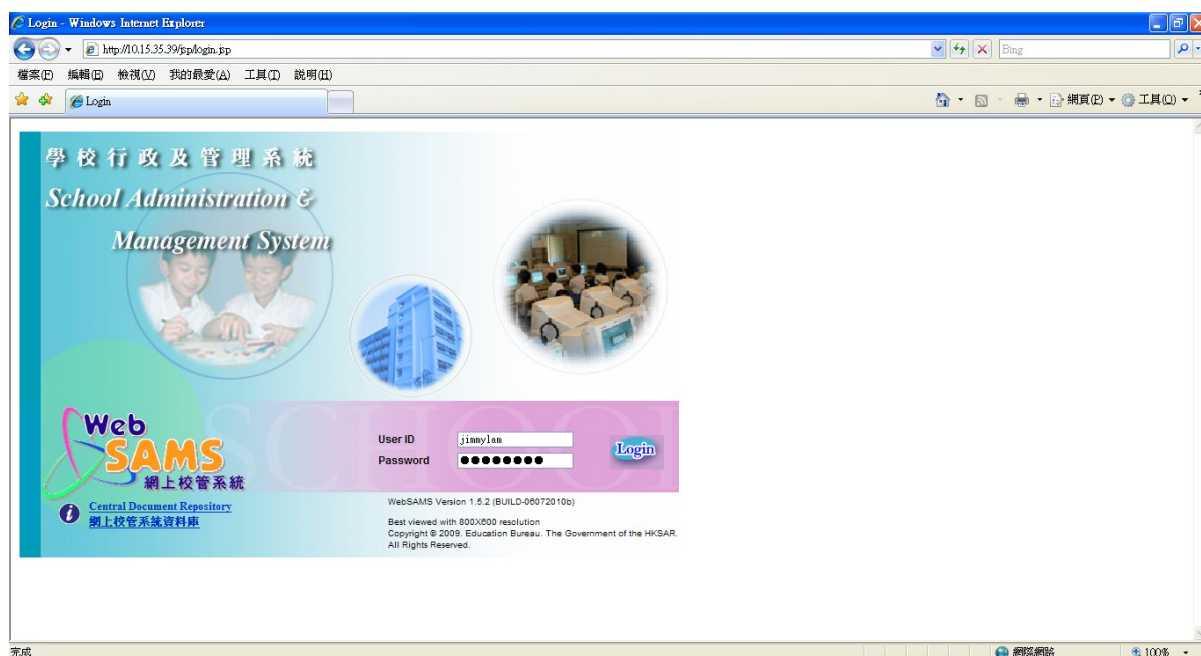 Login - Windows Internet Explorer
http://10.15.35.39/jsp/login.jsp
Bing
檔案(F) 編輯(E) 檢視(V) 我的最愛(A) 工具(T) 說明(H)
Login
網頁(P) 工具(O)
學校行政及管理系統
School Administration &
Management System
SCHOOL
Web
SAMS
網上校管系統
User ID jimmylam
Password ●●●●●●●●
Login
Central Document Repository
網上校管系統資料庫
WebSAMS Version 1.5.2 (BUILD-06072010b)
Best viewed with 800X600 resolution
Copyright © 2009. Education Bureau. The Government of the HKSAR.
All Rights Reserved.
完成
網際網路
100%